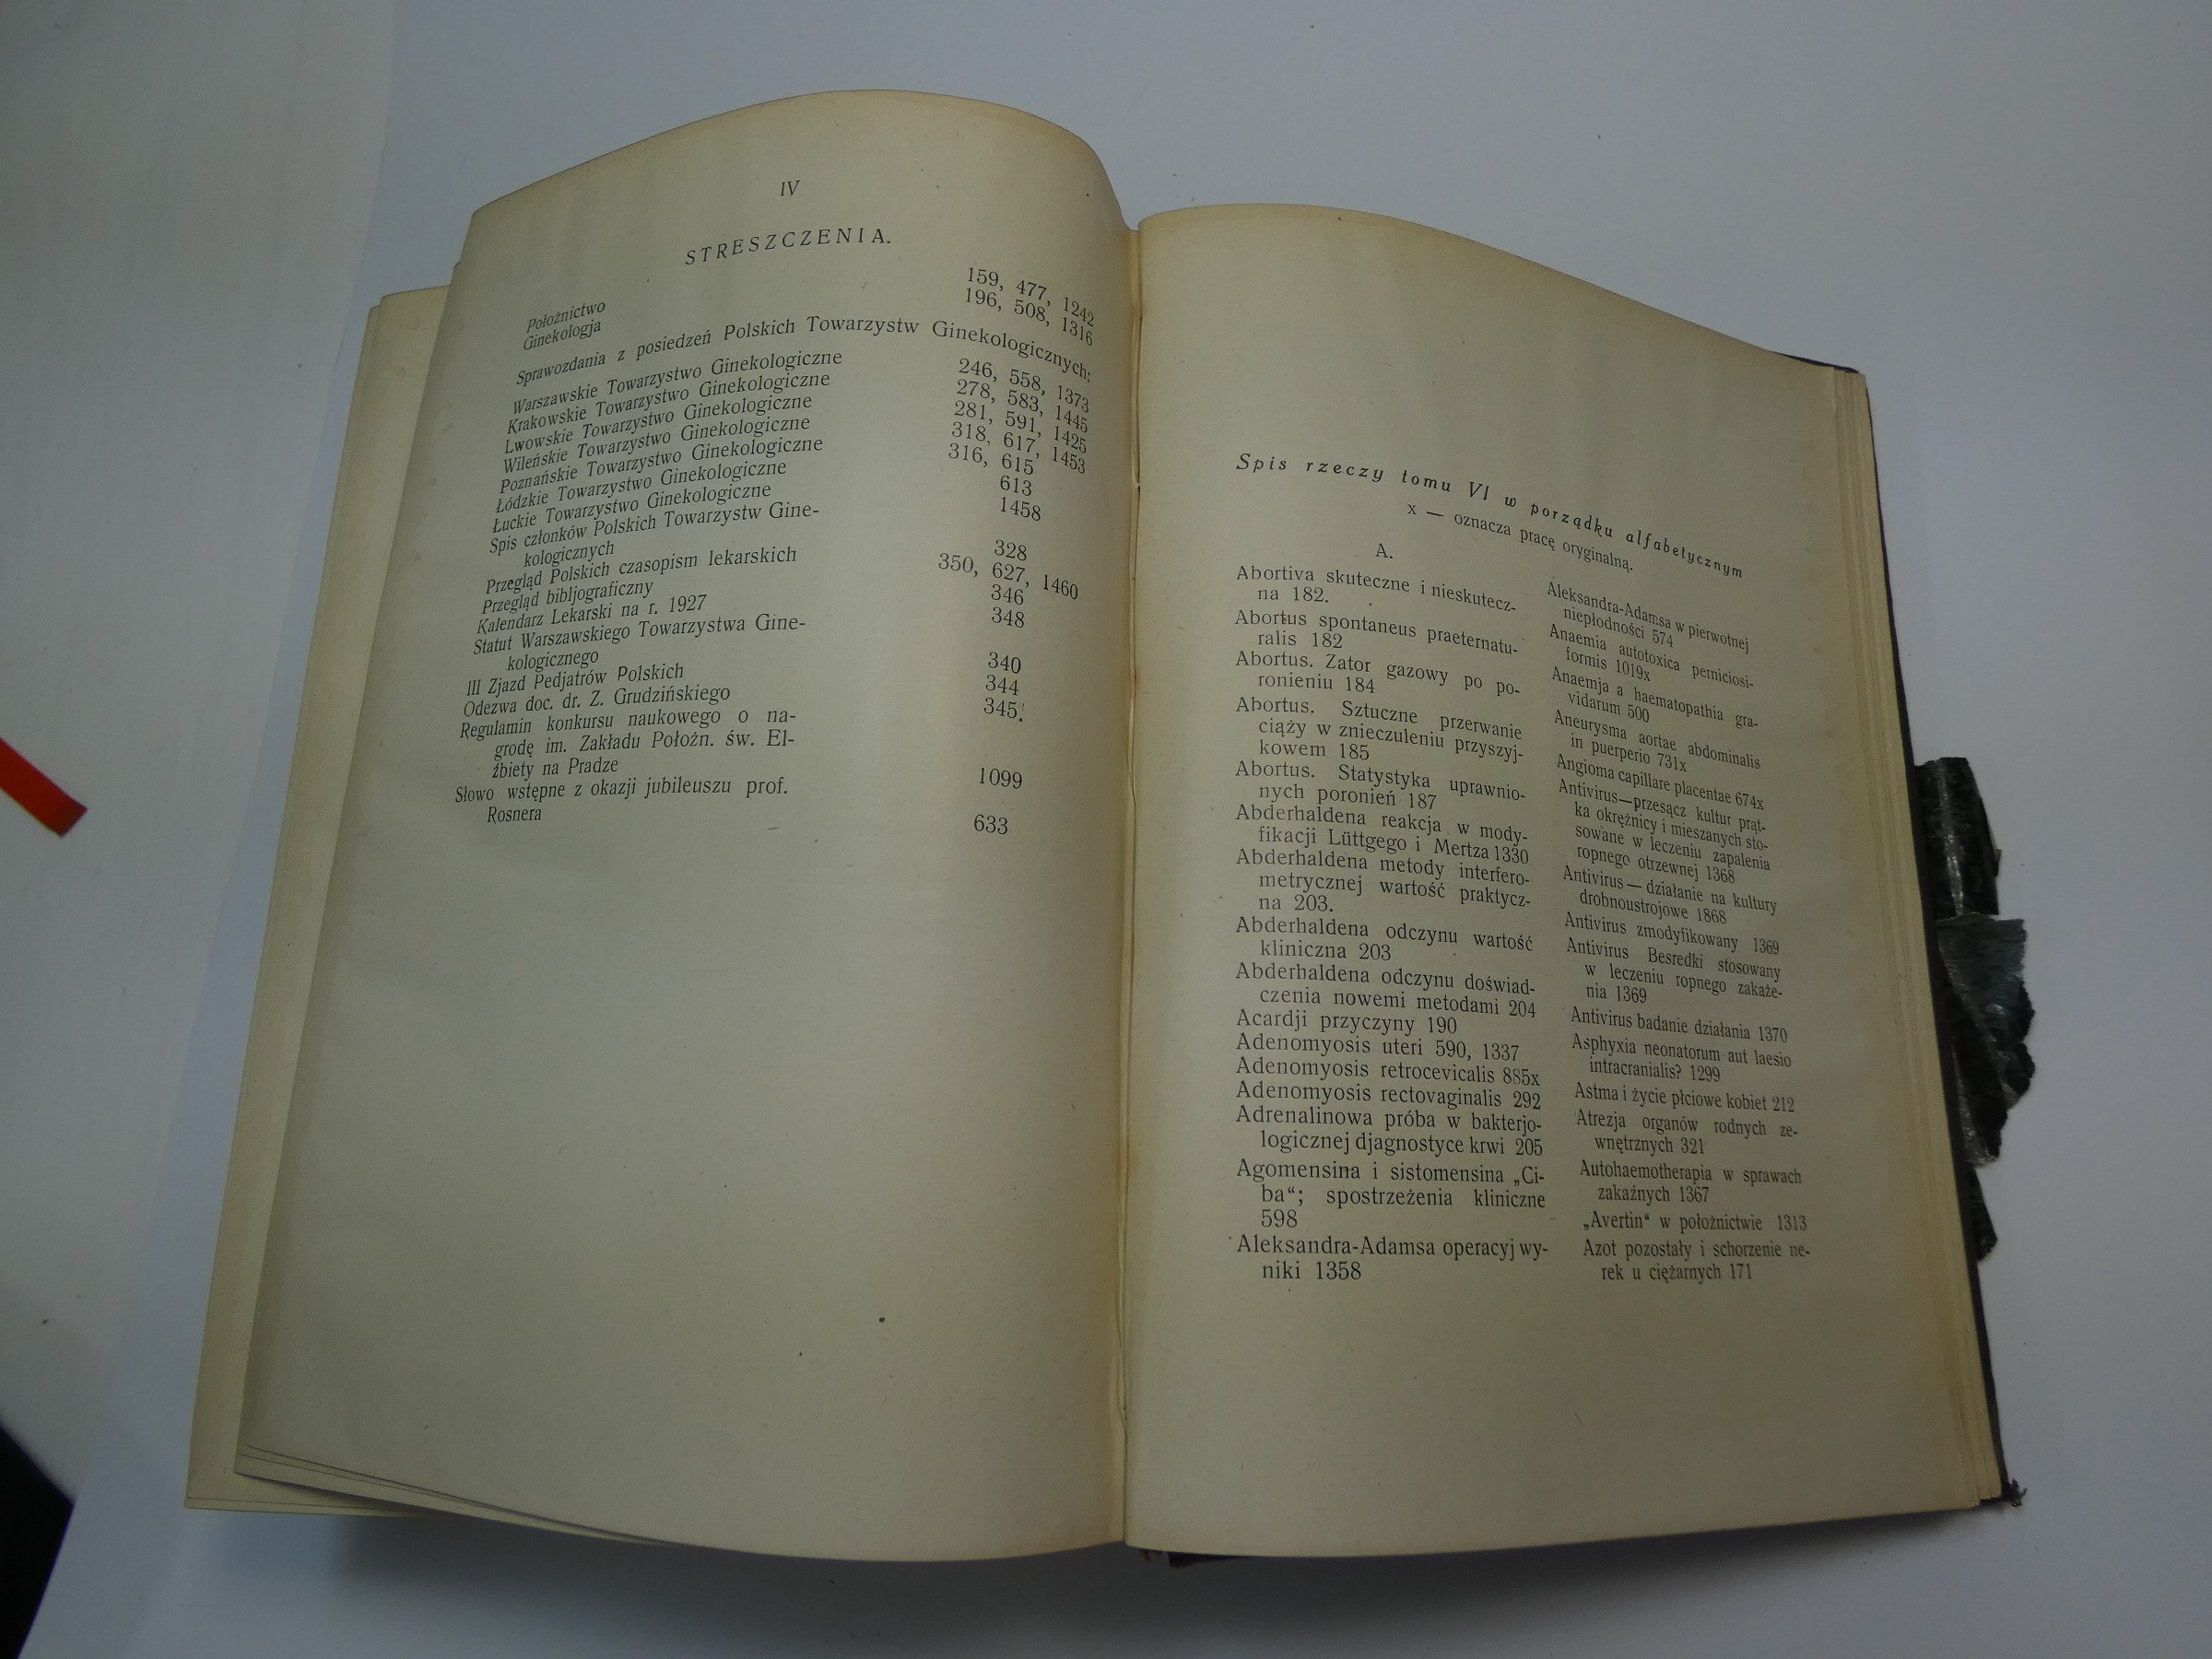 IV
STRESZCZENIA.
Położnictwo 159, 477, 1242
Ginekologja 196, 508, 1316
Sprawozdania z posiedzeń Polskich Towarzystw Ginekologicznych:
Warszawskie Towarzystwo Ginekologiczne 246, 558, 1373
Krakowskie Towarzystwo Ginekologiczne 278, 583, 1445
Lwowskie Towarzystwo Ginekologiczne 281, 591, 1425
Wileńskie Towarzystwo Ginekologiczne 318, 617, 1453
Poznańskie Towarzystwo Ginekologiczne 316, 615
Łódzkie Towarzystwo Ginekologiczne 613
Łuckie Towarzystwo Ginekologiczne 1458
Spis członków Polskich Towarzystw Gine-
kologicznych 328
Przegląd Polskich czasopism lekarskich 350, 627, 1460
Przegląd bibljograficzny 346
Kalendarz Lekarski na r. 1927 348
Statut Warszawskiego Towarzystwa Gine-
kologicznego 340
III Zjazd Pedjatrów Polskich 344
Odezwa doc. dr. Z. Grudzińskiego 345.
Regulamin konkursu naukowego o na-
grodę im. Zakładu Położn. św. El-
żbiety na Pradze 1099
Słowo wstępne z okazji jubileuszu prof.
Rosnera 633
Spis rzeczy tomu VI w porządku alfabetycznym
x — oznacza pracę oryginalną.
A.
Abortiva skuteczne i nieskutecz-
na 182.
Abortus spontaneus praeternatu-
ralis 182
Abortus. Zator gazowy po po-
ronieniu 184
Abortus. Sztuczne przerwanie
ciąży w znieczuleniu przyszyj-
kowem 185
Abortus. Statystyka uprawnio-
nych poronień 187
Abderhaldena reakcja w mody-
fikacji Lüttgego i Mertza 1330
Abderhaldena metody interfero-
metrycznej wartość praktycz-
na 203.
Abderhaldena odczynu wartość
kliniczna 203
Abderhaldena odczynu doświad-
czenia nowemi metodami 204
Acardji przyczyny 190
Adenomyosis uteri 590, 1337
Adenomyosis retrocevicalis 885x
Adenomyosis rectovaginalis 292
Adrenalinowa próba w bakterjo-
logicznej djagnostyce krwi 205
Agomensina i sistomensina „Ci-
ba“; spostrzeżenia kliniczne
598
Aleksandra-Adamsa operacyj wy-
niki 1358
Aleksandra-Adamsa w pierwotnej
niepłodności 574
Anaemia autotoxica perniciosi-
formis 1019x
Anaemja a haematopathia gra-
vidarum 500
Aneurysma aortae abdominalis
in puerperio 731x
Angioma capillare placentae 674x
Antivirus—przesącz kultur prąt-
ka okrężnicy i mieszanych sto-
sowane w leczeniu zapalenia
ropnego otrzewnej 1368
Antivirus — działanie na kultury
drobnoustrojowe 1868
Antivirus zmodyfikowany 1369
Antivirus Besredki stosowany
w leczeniu ropnego zakaże-
nia 1369
Antivirus badanie działania 1370
Asphyxia neonatorum aut laesio
intracranialis? 1299
Astma i życie płciowe kobiet 212
Atrezja organów rodnych ze-
wnętrznych 321
Autohaemotherapia w sprawach
zakaźnych 1367
„Avertin“ w położnictwie 1313
Azot pozostały i schorzenie ne-
rek u ciężarnych 171